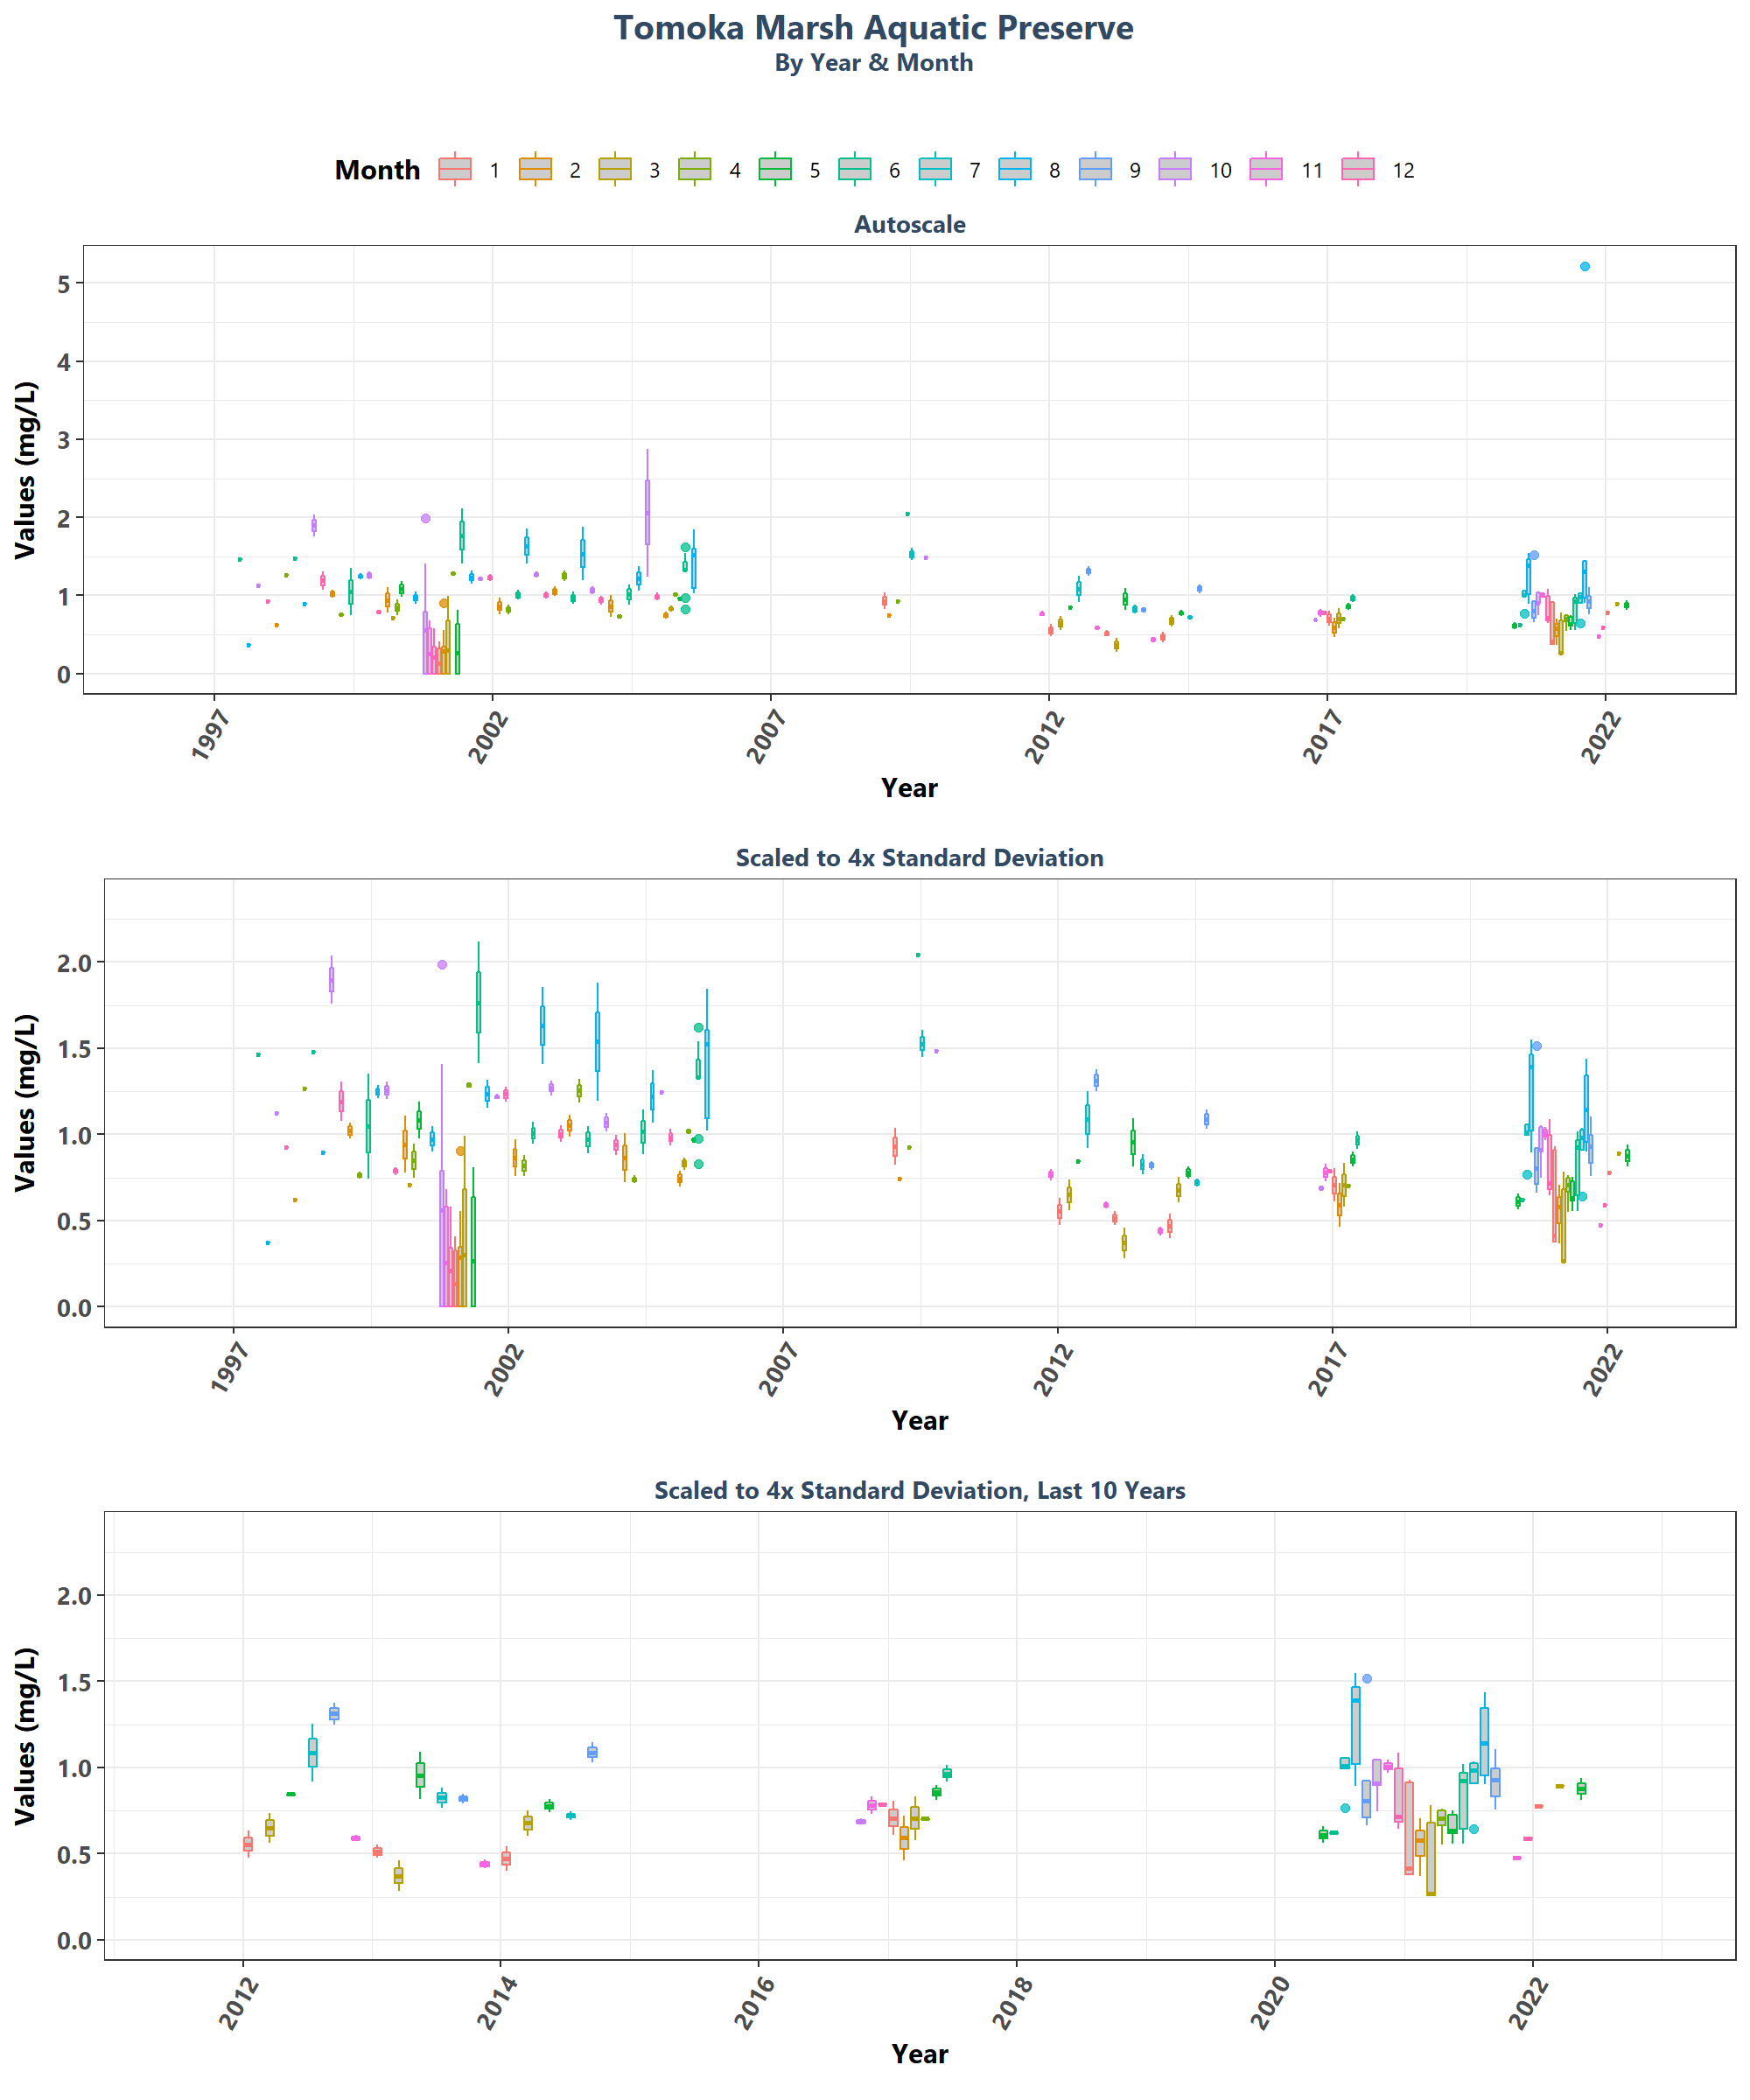 Tomoka Marsh Aquatic Preserve
By Year & Month
Month 1 2 3 4 5 6 7 8 9 10 11 12
Autoscale
Values (mg/L)
5
4
3
2
1
0
1997 2002 2007 2012 2017 2022
Year
Scaled to 4x Standard Deviation
Values (mg/L)
2.0
1.5
1.0
0.5
0.0
1997 2002 2007 2012 2017 2022
Year
Scaled to 4x Standard Deviation, Last 10 Years
Values (mg/L)
2.0
1.5
1.0
0.5
0.0
2012 2014 2016 2018 2020 2022
Year